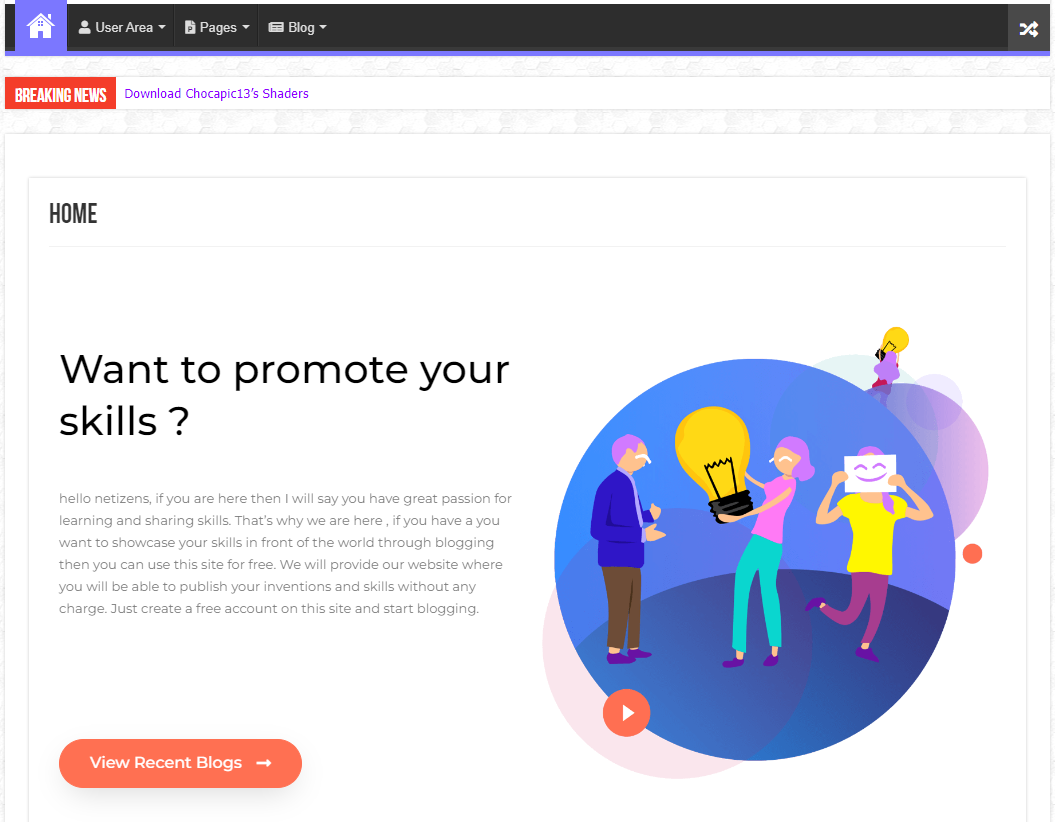 User Area Pages Blog
BREAKING NEWS Download Chocapic13's Shaders
HOME
Want to promote your
skills ?
hello netizens, if you are here then I will say you have great passion for
learning and sharing skills. That's why we are here , if you have a you
want to showcase your skills in front of the world through blogging
then you can use this site for free. We will provide our website where
you will be able to publish your inventions and skills without any
charge. Just create a free account on this site and start blogging.
View Recent Blogs